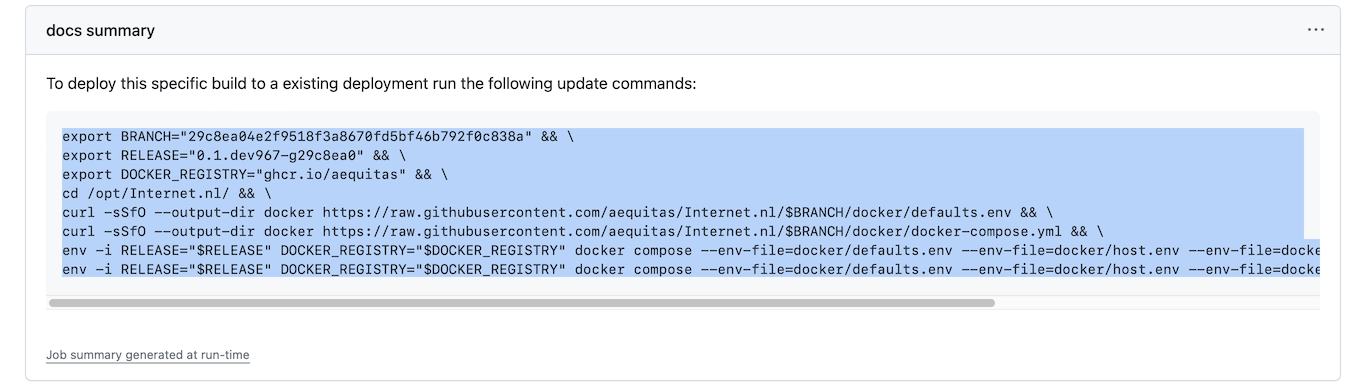 docs summary
...
To deploy this specific build to a existing deployment run the following update commands:
export BRANCH="29c8ea04e2f9518f3a8670fd5bf46b792f0c838a" && \
export RELEASE="0.1.dev967-g29c8ea0" && \
export DOCKER_REGISTRY="ghcr.io/aequitas" && \
cd /opt/Internet.nl/ && \
curl -sSfO --output-dir docker https://raw.githubusercontent.com/aequitas/Internet.nl/$BRANCH/docker/defaults.env && \
curl -sSfO --output-dir docker https://raw.githubusercontent.com/aequitas/Internet.nl/$BRANCH/docker/docker-compose.yml && \
env -i RELEASE="$RELEASE" DOCKER_REGISTRY="$DOCKER_REGISTRY" docker compose --env-file=docker/defaults.env --env-file=docker/host.env --env-file=docke
env -i RELEASE="$RELEASE" DOCKER_REGISTRY="$DOCKER_REGISTRY" docker compose --env-file=docker/defaults.env --env-file=docker/host.env --env-file=docke
Job summary generated at run-time